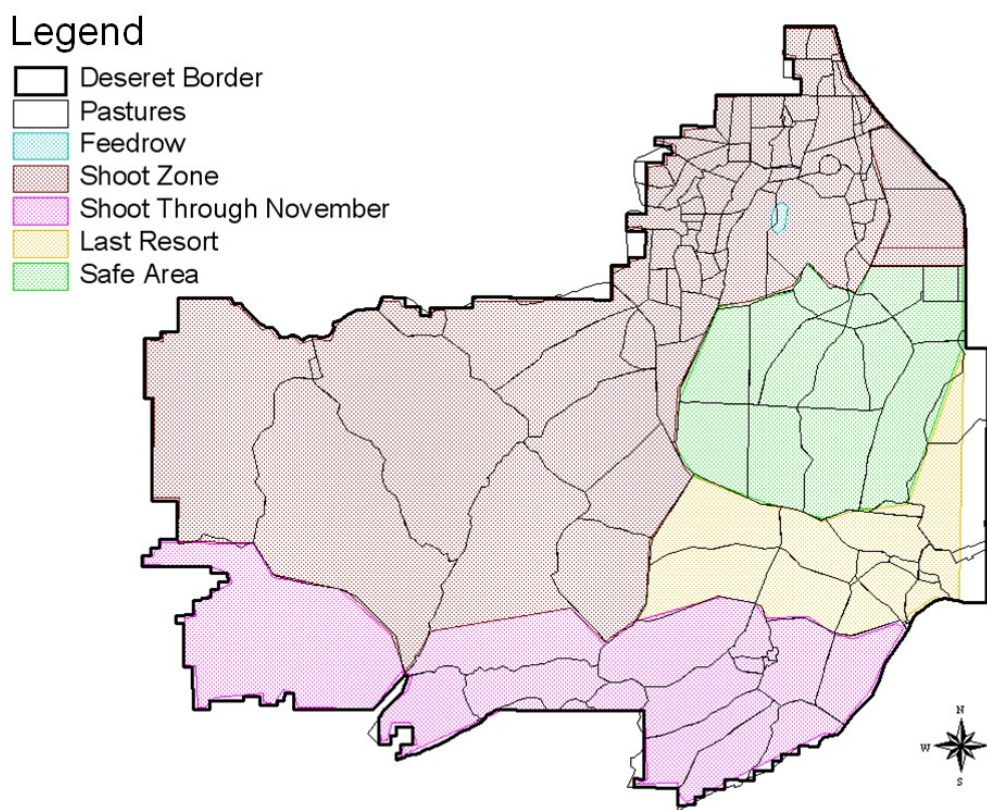 Legend
Deseret Border
Pastures
Feedrow
Shoot Zone
Shoot Through November
Last Resort
Safe Area
N
W
E
S